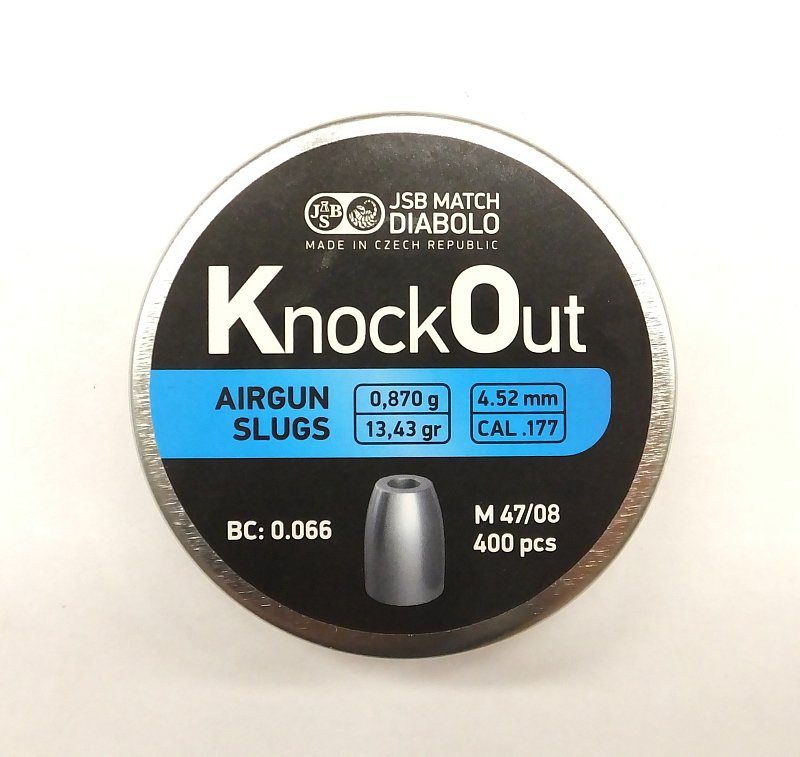 JSB
JSB MATCH
DIABOLO
MADE IN CZECH REPUBLIC
KnockOut
AIRGUN
SLUGS
0,870 g
13,43 gr
4.52 mm
CAL .177
BC: 0.066
M 47/08
400 pcs